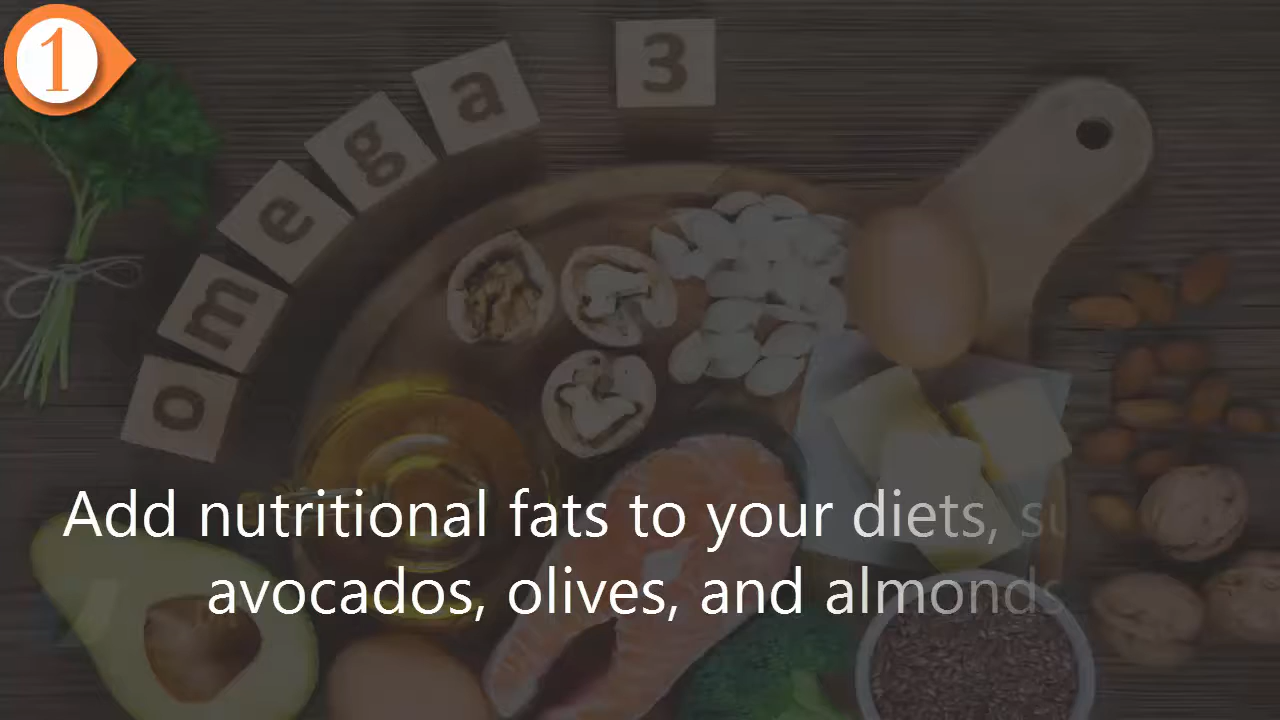 1
omega 3
Add nutritional fats to your diets,
avocados, olives, and almonds